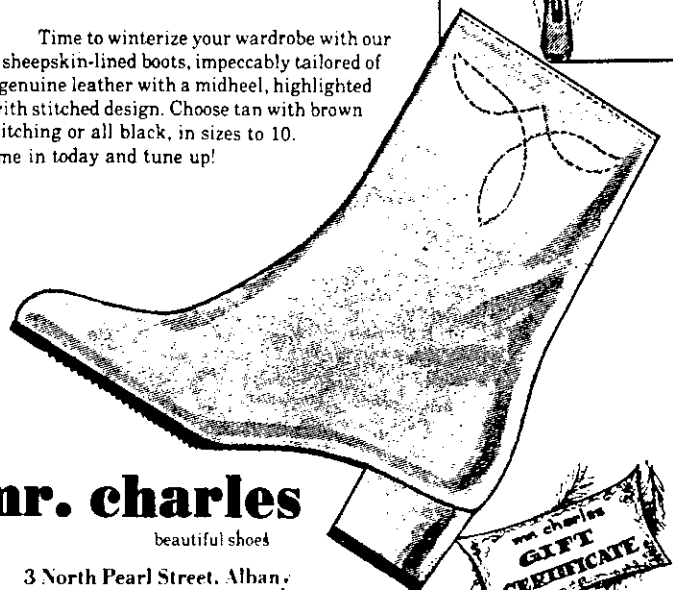 Time to winterize your wardrobe with our
sheepskin-lined boots, impeccably tailored of
genuine leather with a midheel, highlighted
with stitched design. Choose tan with brown
stitching or all black, in sizes to 10.
me in today and tune up!
mr. charles
beautiful shoes
3 North Pearl Street, Albany
mr. charles
GIFT
CERTIFICATE